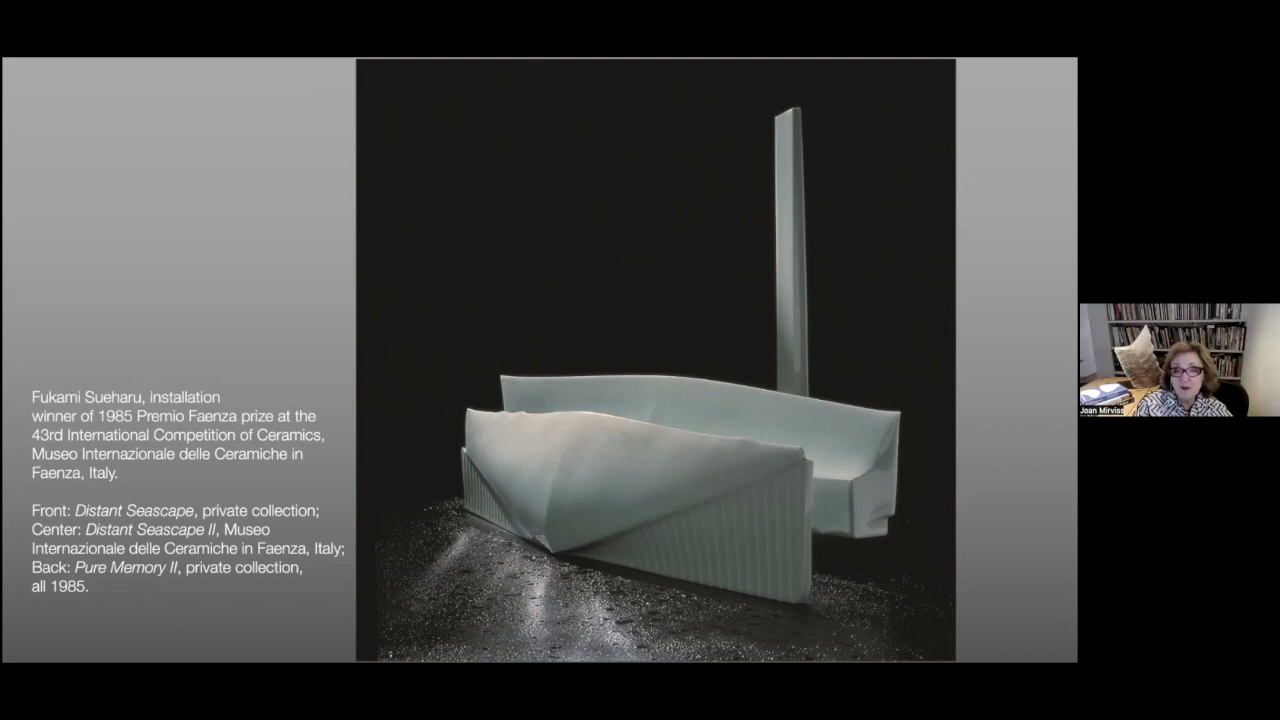 Fukami Sueharu, installation
winner of 1985 Premio Faenza prize at the
43rd International Competition of Ceramics,
Museo Internazionale delle Ceramiche in
Faenza, Italy.
Front: Distant Seascape, private collection;
Center: Distant Seascape II, Museo
Internazionale delle Ceramiche in Faenza, Italy;
Back: Pure Memory II, private collection,
all 1985.
Joan Mirviss